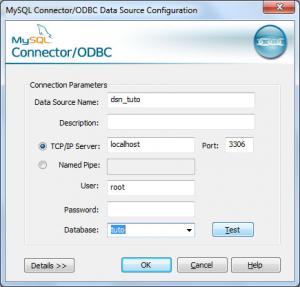 MySQL Connector/ODBC Data Source Configuration
MySQL
Connector/ODBC
Connection Parameters
Data Source Name: dsn_tuto
Description:
TCP/IP Server: localhost Port: 3306
Named Pipe:
User: root
Password:
Database: tuto Test
Details >> OK Cancel Help